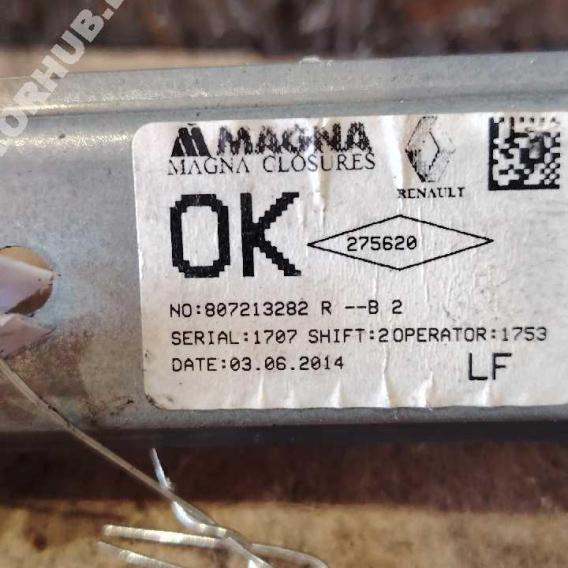 MAGNA
MAGNA CLOSURES
RENAULT
OK
275620
NO:807213282 R --B 2
SERIAL:1707 SHIFT:2OPERATOR:1753
DATE:03.06.2014
LF